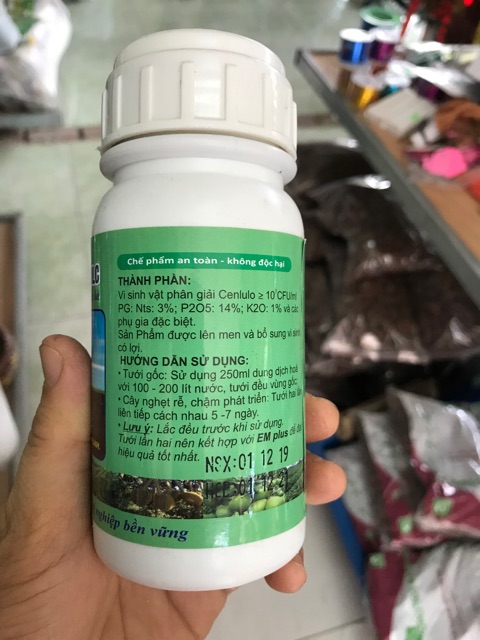 Chế phẩm an toàn - không độc hại
THÀNH PHẦN:
Vi sinh vật phân giải Cenlulo ≥ 10⁷CFU/ml
PG: Nts: 3%; P2O5: 14%; K2O: 1% và các
phụ gia đặc biệt.
Sản Phẩm được lên men và bổ sung vi sinh
có lợi.
HƯỚNG DẪN SỬ DỤNG:
• Tưới gốc: Sử dụng 250ml dung dịch hoà
với 100 - 200 lít nước, tưới đều vùng gốc.
• Cây nghẹt rễ, chậm phát triển: Tưới hai lần
liên tiếp cách nhau 5 -7 ngày.
• Lưu ý: Lắc đều trước khi sử dụng.
Tưới lần hai nên kết hợp với EM plus để đạt
hiệu quả tốt nhất.
NSX:01 12 19
nghiệp bền vững